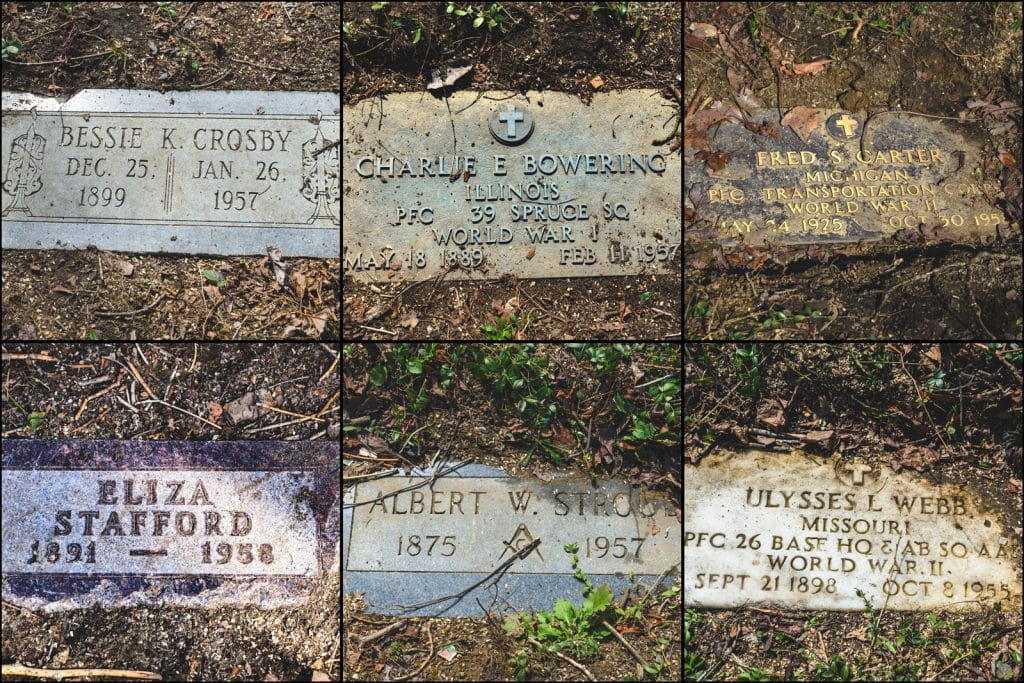 BESSIE K. CROSBY
DEC. 25, JAN. 26,
1899 1957
CHARLIE E BOWERING
ILLINOIS
PFC 39 SPRUCE SQ
WORLD WAR I
MAY 18 1889 FEB 11 1957
FRED S CARTER
MICHIGAN
PFC TRANSPORTATION CORPS
WORLD WAR II
MAY 24 1925 OCT 30
ELIZA
STAFFORD
1891 — 1958
ALBERT W.
1875 1957
ULYSSES L WEBB
MISSOURI
PFC 26 BASE HQ & AB SQ AAF
WORLD WAR II
SEPT 21 1898 OCT 8 1955